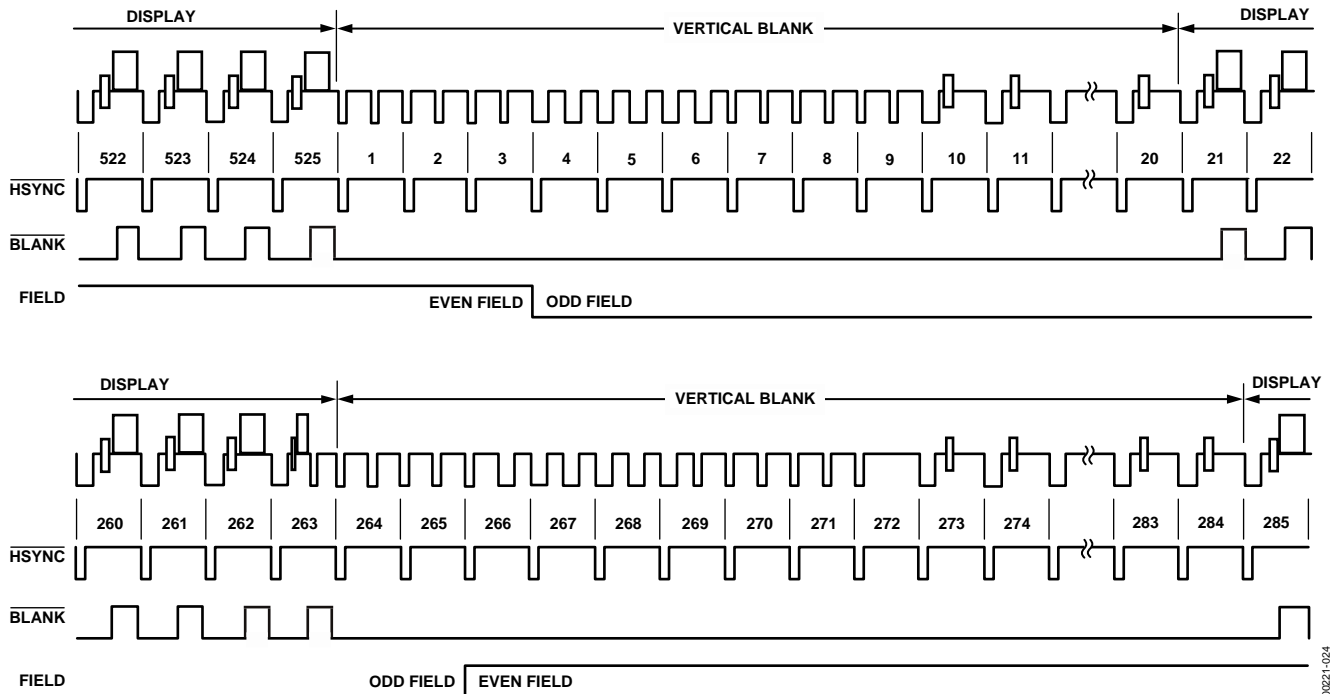 DISPLAY VERTICAL BLANK DISPLAY
522 523 524 525 1 2 3 4 5 6 7 8 9 10 11 20 21 22
HSYNC
BLANK
FIELD EVEN FIELD ODD FIELD
DISPLAY VERTICAL BLANK DISPLAY
260 261 262 263 264 265 266 267 268 269 270 271 272 273 274 283 284 285
HSYNC
BLANK
FIELD ODD FIELD EVEN FIELD
00221-024